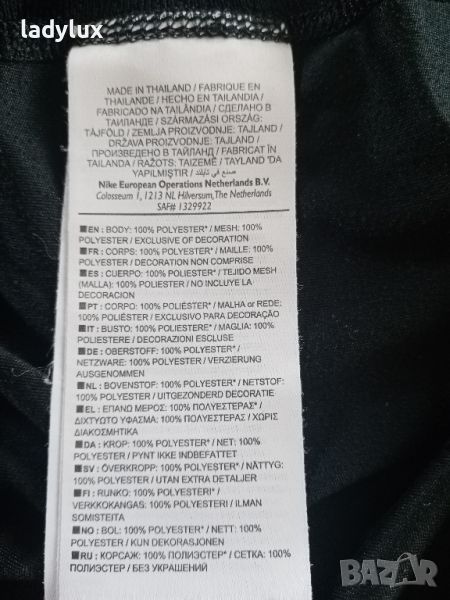 ladylux
MADE IN THAILAND / FABRIQUE EN
THAILANDE / HECHO EN TAILANDIA /
FABRICADO NA TAILÂNDIA / СДЕЛАНО В
ТАИЛАНДЕ / SZÁRMAZÁSI ORSZÁG:
TÁJFÖLD / ZEMLJA PROIZVODNJE: TAJLAND /
DRŽAVA PROIZVODNJE: TAJLAND /
ПРОИЗВЕДЕНО В ТАЙЛАНД / FABRICAT ÎN
TAILANDA / RAŽOTS: TAIZEMĒ / TAYLAND 'DA
YAPILMIŞTIR / صنع في تايلند
Nike European Operations Netherlands B.V.
Colosseum 1, 1213 NL Hilversum, The Netherlands
SAF# 1329922
EN: BODY: 100% POLYESTER* / MESH: 100%
POLYESTER / EXCLUSIVE OF DECORATION
FR: CORPS: 100% POLYESTER* / MAILLE: 100%
POLYESTER / DECORATION NON COMPRISE
ES: CUERPO: 100% POLIESTER* / TEJIDO MESH
(MALLA): 100% POLIESTER / NO INCLUYE LA
DECORACION
PT: CORPO: 100% POLIÉSTER* / MALHA or REDE:
100% POLIÉSTER / EXCLUSIVO PARA DECORAÇÃO
IT: BUSTO: 100% POLIESTERE* / MAGLIA: 100%
POLIESTERE / DECORAZIONI ESCLUSE
DE: OBERSTOFF: 100% POLYESTER* /
NETZWARE: 100% POLYESTER / VERZIERUNG
AUSGENOMMEN
NL: BOVENSTOF: 100% POLYESTER* / NETSTOF:
100% POLYESTER / UITGEZONDERD DECORATIE
EL: ΕΠΑΝΩ ΜΕΡΟΣ: 100% ΠΟΛΥΕΣΤΕΡΑΣ* /
ΔΙΧΤΥΩΤΟ ΥΦΑΣΜΑ: 100% ΠΟΛΥΕΣΤΕΡΑΣ / ΧΩΡΙΣ
ΔΙΑΚΟΣΜΗΤΙΚΑ
DA: KROP: 100% POLYESTER* / NET: 100%
POLYESTER / PYNT IKKE INDBEFATTET
SV: ÖVERKROPP: 100% POLYESTER* / NÄTTYG:
100% POLYESTER / UTAN EXTRA DETALJER
FI: RUNKO: 100% POLYESTERI* /
VERKKOKANGAS: 100% POLYESTERI / ILMAN
SOMISTEITA
NO: BOL: 100% POLYESTER* / NETT: 100%
POLYESTER / KUN DEKORASJONEN
RU: КОРСАЖ: 100% ПОЛИЭСТЕР* / СЕТКА: 100%
ПОЛИЭСТЕР / БЕЗ УКРАШЕНИЙ
BAZAR